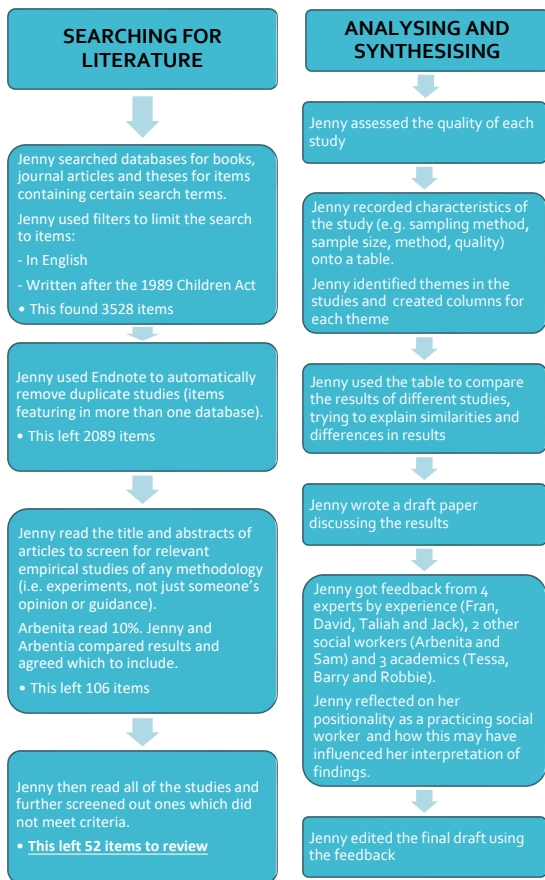 SEARCHING FOR
LITERATURE
Jenny searched databases for books,
journal articles and theses for items
containing certain search terms.
Jenny used filters to limit the search
to items:
- In English
- Written after the 1989 Children Act
• This found 3528 items
Jenny used Endnote to automatically
remove duplicate studies (items
featuring in more than one database).
• This left 2089 items
Jenny read the title and abstracts of
articles to screen for relevant
empirical studies of any methodology
(i.e. experiments, not just someone's
opinion or guidance).
Arbenita read 10%. Jenny and
Arbentia compared results and
agreed which to include.
• This left 106 items
Jenny then read all of the studies and
further screened out ones which did
not meet criteria.
• This left 52 items to review
ANALYSING AND
SYNTHESISING
Jenny assessed the quality of each
study
Jenny recorded characteristics of
the study (e.g. sampling method,
sample size, method, quality)
onto a table.
Jenny identified themes in the
studies and created columns for
each theme
Jenny used the table to compare
the results of different studies,
trying to explain similarities and
differences in results
Jenny wrote a draft paper
discussing the results
Jenny got feedback from 4
experts by experience (Fran,
David, Taliah and Jack), 2 other
social workers (Arbenita and
Sam) and 3 academics (Tessa,
Barry and Robbie).
Jenny reflected on her
positionality as a practicing social
worker and how this may have
influenced her interpretation of
findings.
Jenny edited the final draft using
the feedback